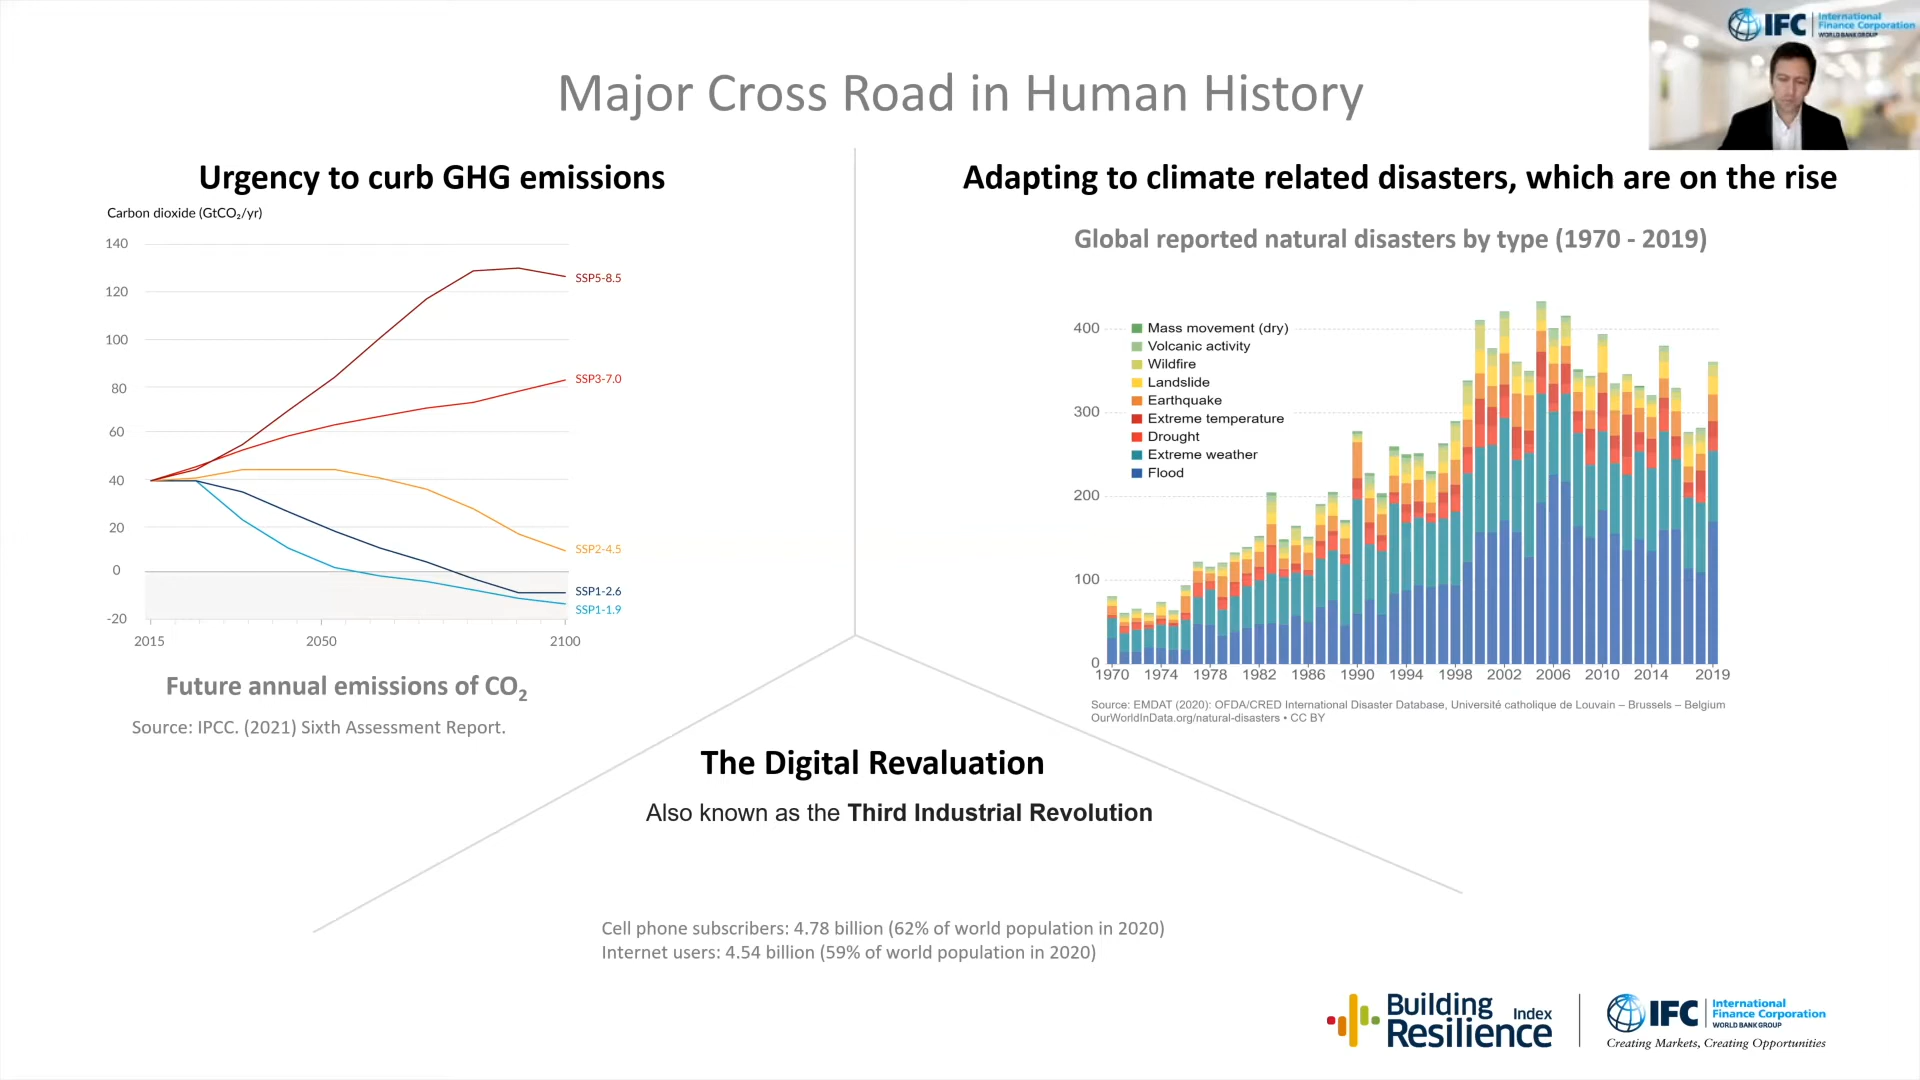 IFC
International
Finance Corporation
WORLD BANK GROUP
Major Cross Road in Human History
Urgency to curb GHG emissions
Carbon dioxide (GtCO₂/yr)
140
120
100
80
60
40
20
0
-20
SSP5-8.5
SSP3-7.0
SSP2-4.5
SSP1-2.6
SSP1-1.9
2015
2050
2100
Future annual emissions of CO₂
Source: IPCC. (2021) Sixth Assessment Report.
Adapting to climate related disasters, which are on the rise
Global reported natural disasters by type (1970 - 2019)
400
300
200
100
0
Mass movement (dry)
Volcanic activity
Wildfire
Landslide
Earthquake
Extreme temperature
Drought
Extreme weather
Flood
1970 1974 1978 1982 1986 1990 1994 1998 2002 2006 2010 2014 2019
Source: EMDAT (2020): OFDA/CRED International Disaster Database, Université catholique de Louvain – Brussels – Belgium
OurWorldInData.org/natural-disasters • CC BY
The Digital Revaluation
Also known as the Third Industrial Revolution
Cell phone subscribers: 4.78 billion (62% of world population in 2020)
Internet users: 4.54 billion (59% of world population in 2020)
Building
Resilience Index
IFC
International
Finance Corporation
WORLD BANK GROUP
Creating Markets, Creating Opportunities